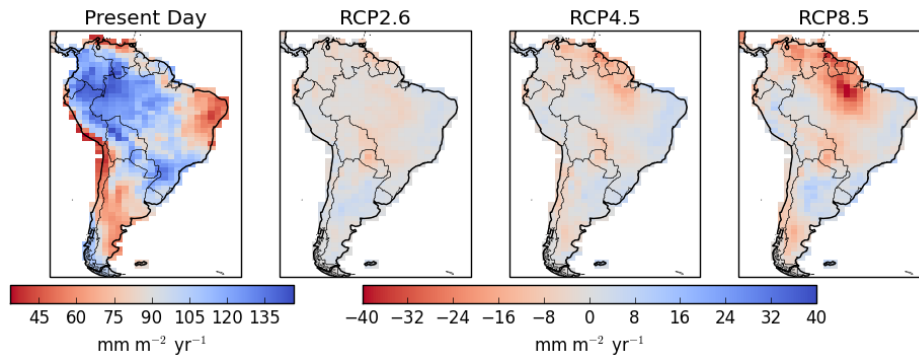 Present Day RCP2.6 RCP4.5 RCP8.5
45 60 75 90 105 120 135
−40 −32 −24 −16 −8 0 8 16 24 32 40
mm m⁻² yr⁻¹ mm m⁻² yr⁻¹